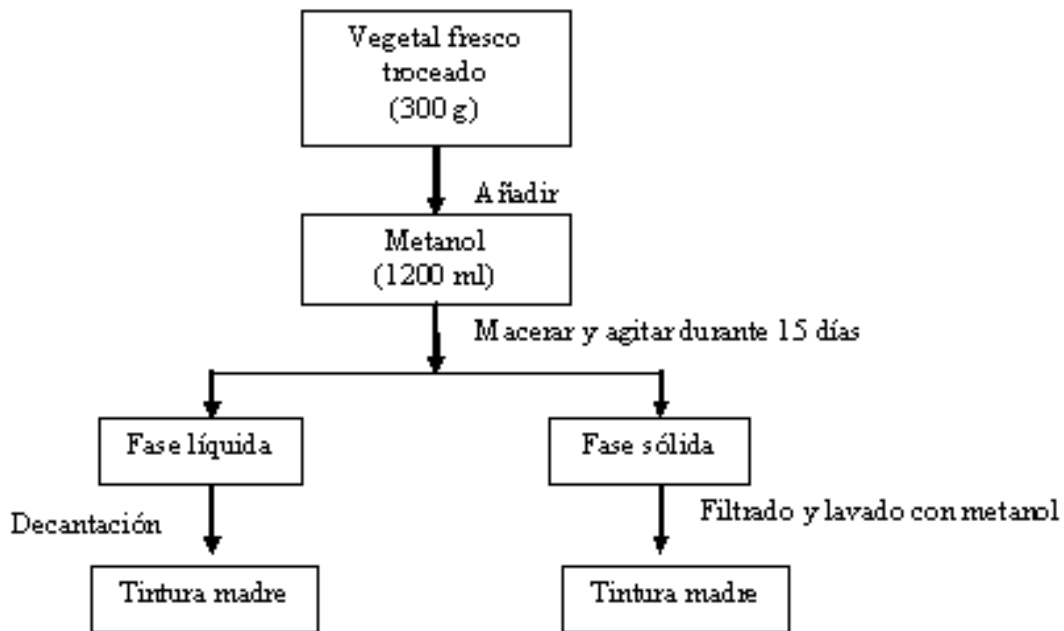 Vegetal fresco
troceado
(300 g)
Añadir
Metanol
(1200 ml)
Macerar y agitar durante 15 días
Fase líquida
Fase sólida
Decantación
Filtrado y lavado con metanol
Tintura madre
Tintura madre